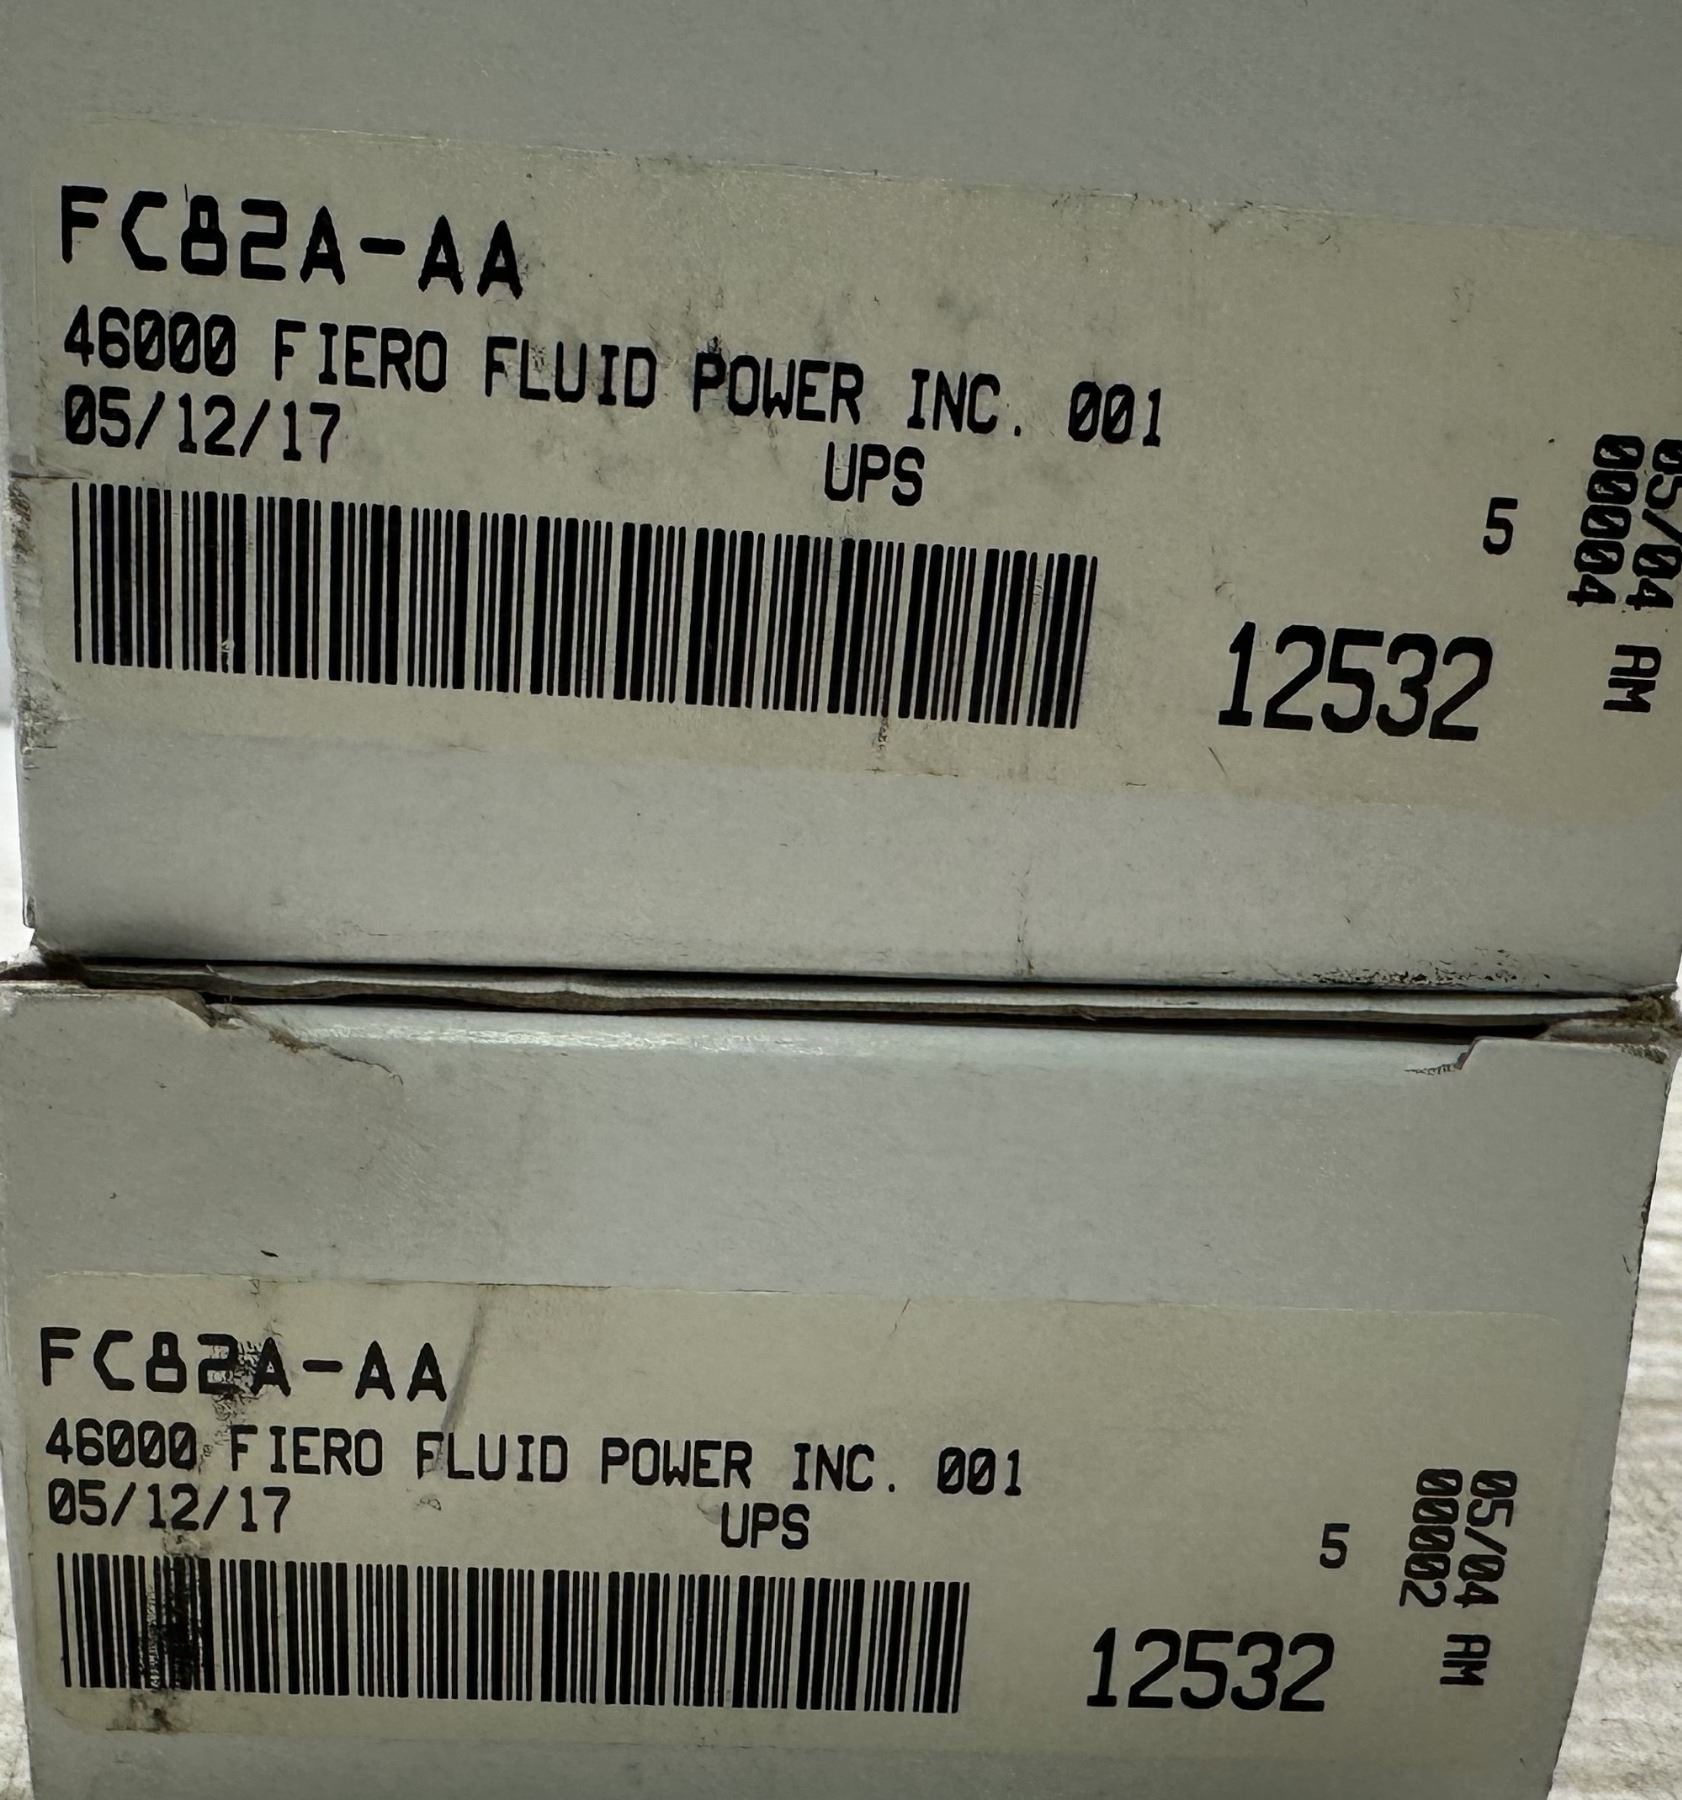 FC82A-AA
46000 FIERO FLUID POWER INC. 001
05/12/17
UPS
5
12532
05/04 AM
000004
FC82A-AA
46000 FIERO FLUID POWER INC. 001
05/12/17
UPS
5
12532
05/04 AM
00002